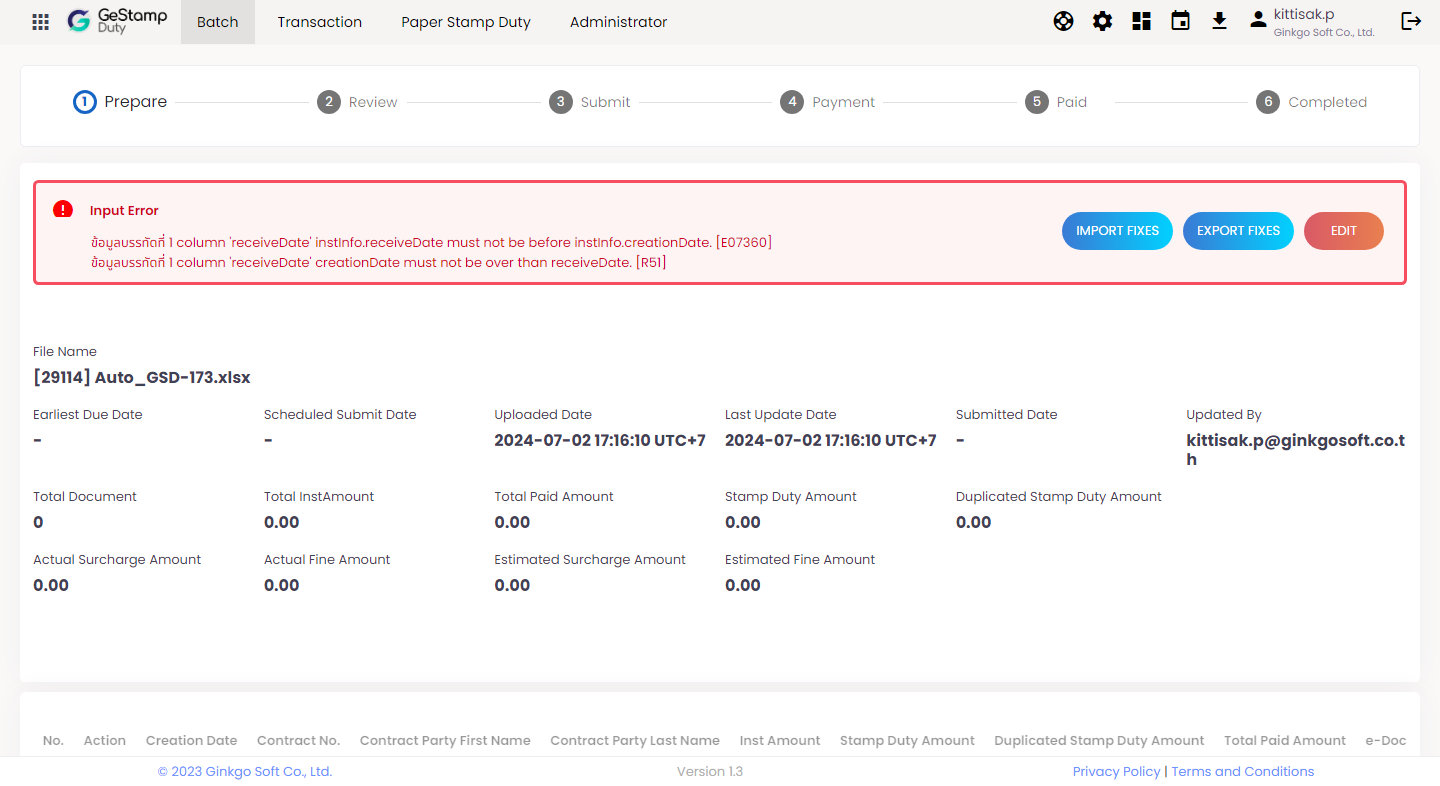 GeStamp
Duty
Batch
Transaction
Paper Stamp Duty
Administrator
kittisak.p
Ginkgo Soft Co., Ltd.
1 Prepare
2 Review
3 Submit
4 Payment
5 Paid
6 Completed
Input Error
ข้อมูลบรรทัดที่ 1 column 'receiveDate' instInfo.receiveDate must not be before instInfo.creationDate. [E07360]
ข้อมูลบรรทัดที่ 1 column 'receiveDate' creationDate must not be over than receiveDate. [R51]
IMPORT FIXES
EXPORT FIXES
EDIT
File Name
[29114] Auto_GSD-173.xlsx
Earliest Due Date
-
Scheduled Submit Date
-
Uploaded Date
2024-07-02 17:16:10 UTC+7
Last Update Date
2024-07-02 17:16:10 UTC+7
Submitted Date
-
Updated By
kittisak.p@ginkgosoft.co.t
h
Total Document
0
Total InstAmount
0.00
Total Paid Amount
0.00
Stamp Duty Amount
0.00
Duplicated Stamp Duty Amount
0.00
Actual Surcharge Amount
0.00
Actual Fine Amount
0.00
Estimated Surcharge Amount
0.00
Estimated Fine Amount
0.00
No. Action Creation Date Contract No. Contract Party First Name Contract Party Last Name Inst Amount Stamp Duty Amount Duplicated Stamp Duty Amount Total Paid Amount e-Doc
© 2023 Ginkgo Soft Co., Ltd.
Version 1.3
Privacy Policy | Terms and Conditions